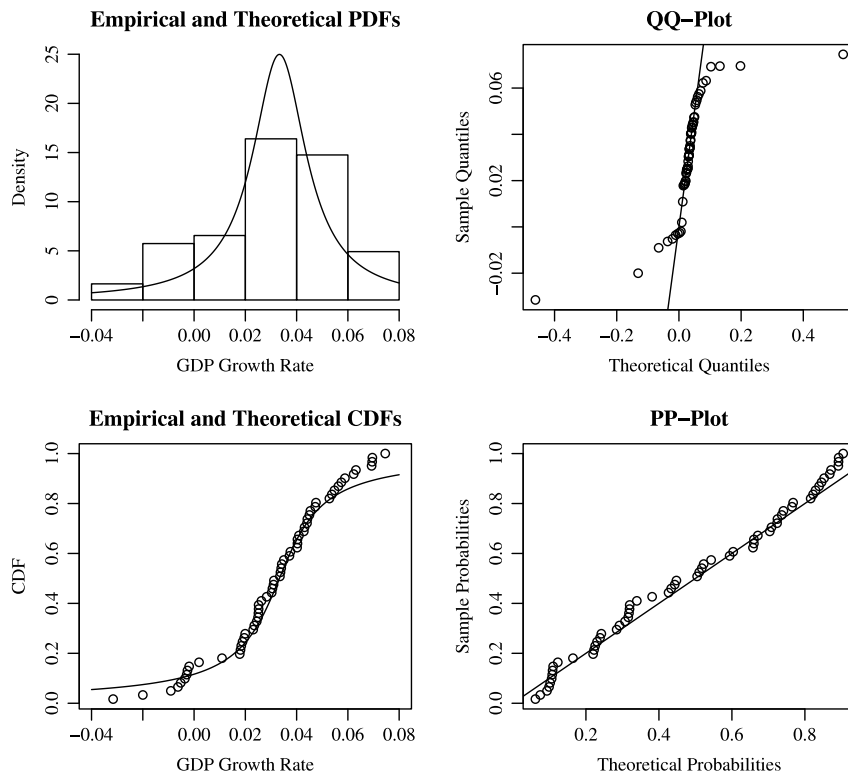 Empirical and Theoretical PDFs
Density
0 5 10 15 20 25
−0.04 0.00 0.02 0.04 0.06 0.08
GDP Growth Rate
QQ−Plot
Sample Quantiles
−0.02 0.02 0.06
−0.4 −0.2 0.0 0.2 0.4
Theoretical Quantiles
Empirical and Theoretical CDFs
CDF
0.0 0.2 0.4 0.6 0.8 1.0
−0.04 0.00 0.02 0.04 0.06 0.08
GDP Growth Rate
PP−Plot
Sample Probabilities
0.0 0.2 0.4 0.6 0.8 1.0
0.2 0.4 0.6 0.8
Theoretical Probabilities